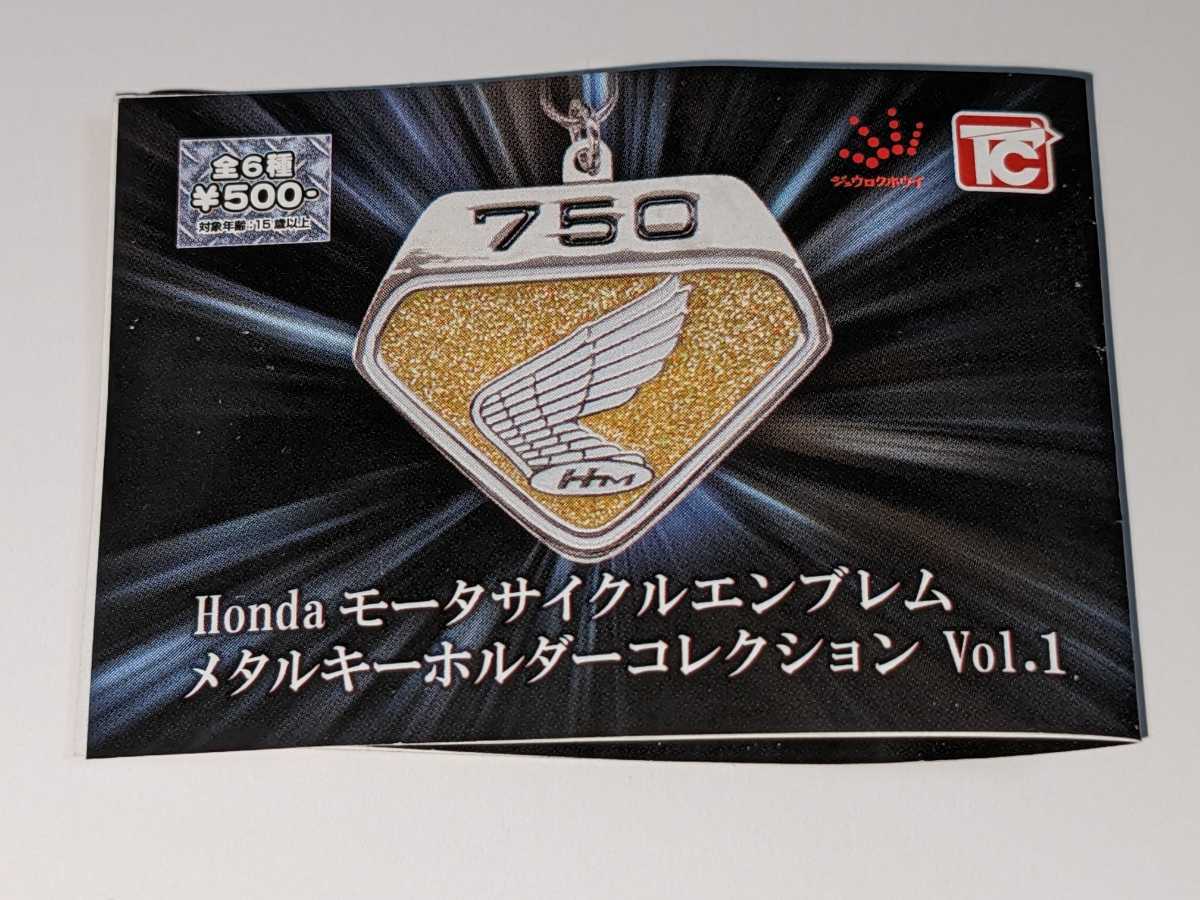 全6種
¥500-
対象年齢:15歳以上
ジュウロクホウイ
TC
750
HM
Honda モータサイクルエンブレム
メタルキーホルダーコレクション Vol.1